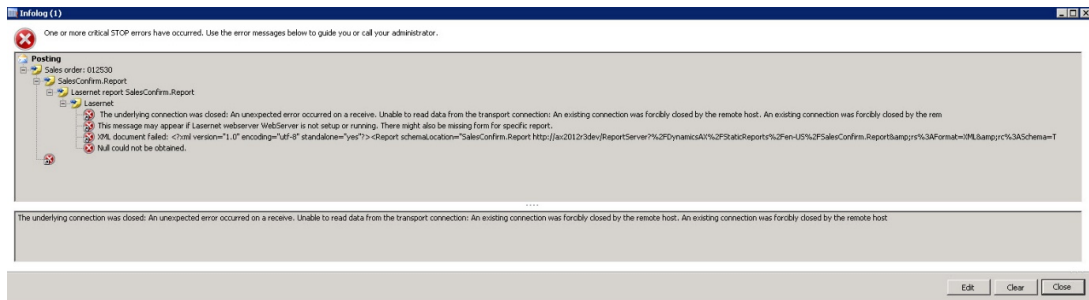 Infolog (1)
One or more critical STOP errors have occurred. Use the error messages below to guide you or call your administrator.
Posting
Sales order: 012530
SalesConfirm.Report
Lasernet report SalesConfirm.Report
Lasernet
The underlying connection was closed: An unexpected error occurred on a receive. Unable to read data from the transport connection: An existing connection was forcibly closed by the remote host. An existing connection was forcibly closed by the rem
This message may appear if Lasernet webserver WebServer is not setup or running. There might also be missing form for specific report.
XML document failed: <?xml version="1.0" encoding="utf-8" standalone="yes"?><Report schemaLocation="SalesConfirm.Report http://ax2012r3dev/ReportServer?%2FDynamicsAX%2FStaticReports%2Fen-US%2FSalesConfirm.Report&amp;rs%3AFormat=XML&amp;rc%3ASchema=T
Null could not be obtained.
The underlying connection was closed: An unexpected error occurred on a receive. Unable to read data from the transport connection: An existing connection was forcibly closed by the remote host. An existing connection was forcibly closed by the remote host
Edit Clear Close